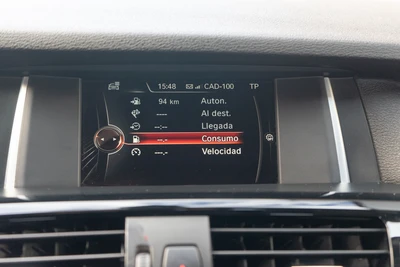 15:48 CAD-100 TP
94 km Auton.
--- Al dest.
--:-- Llegada
--.- Consumo
---.- Velocidad